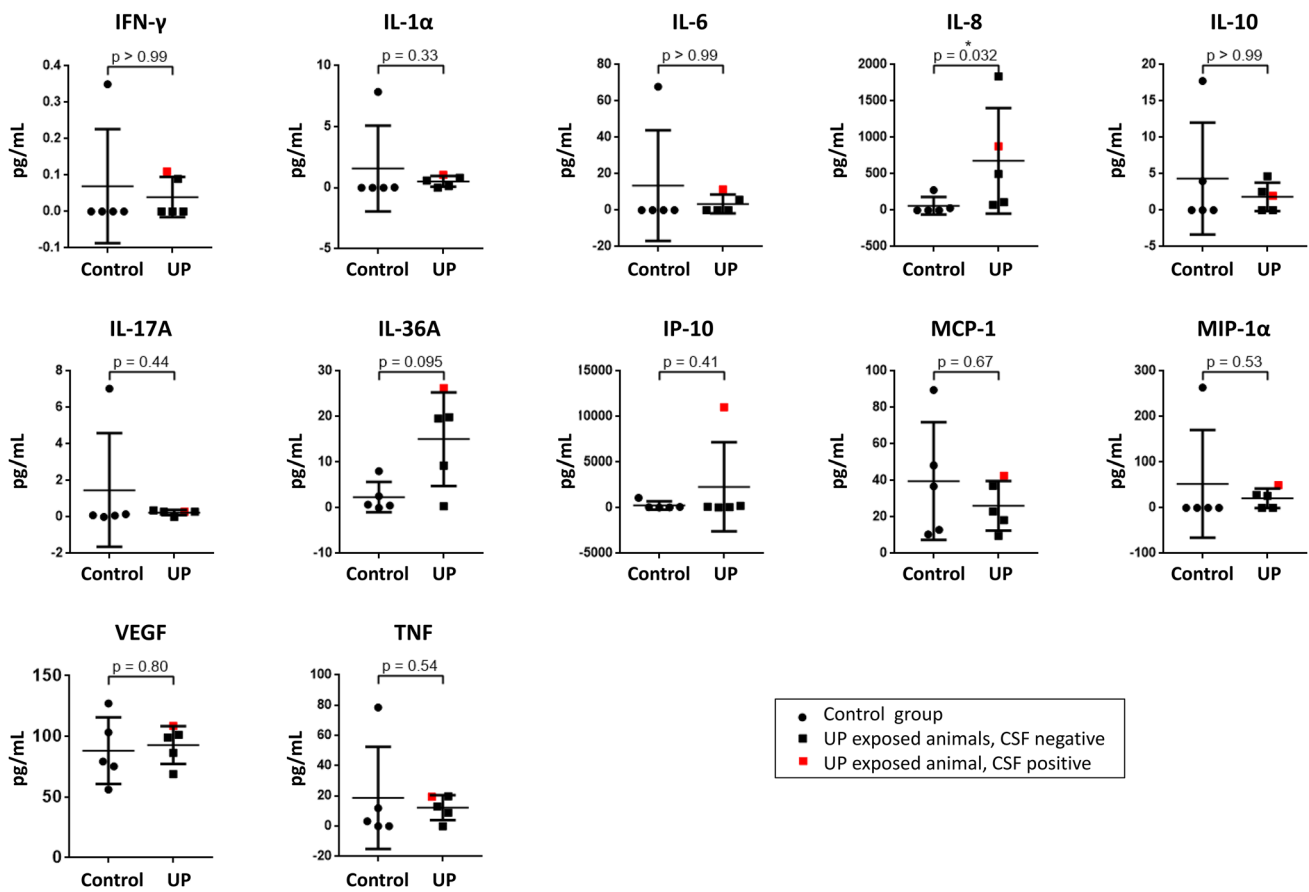 IFN-γ
p > 0.99
0.4
0.3
0.2
0.1
0.0
-0.1
pg/mL
Control UP
IL-1α
p = 0.33
10
5
0
-5
pg/mL
Control UP
IL-6
p > 0.99
80
60
40
20
0
-20
pg/mL
Control UP
IL-8
*
p = 0.032
2000
1500
1000
500
0
-500
pg/mL
Control UP
IL-10
p > 0.99
20
15
10
5
0
-5
pg/mL
Control UP
IL-17A
p = 0.44
8
6
4
2
0
-2
pg/mL
Control UP
IL-36A
p = 0.095
30
20
10
0
-10
pg/mL
Control UP
IP-10
p = 0.41
15000
10000
5000
0
-5000
pg/mL
Control UP
MCP-1
p = 0.67
100
80
60
40
20
0
pg/mL
Control UP
MIP-1α
p = 0.53
300
200
100
0
-100
pg/mL
Control UP
VEGF
p = 0.80
150
100
50
0
pg/mL
Control UP
TNF
p = 0.54
100
80
60
40
20
0
-20
pg/mL
Control UP
Control group
UP exposed animals, CSF negative
UP exposed animal, CSF positive